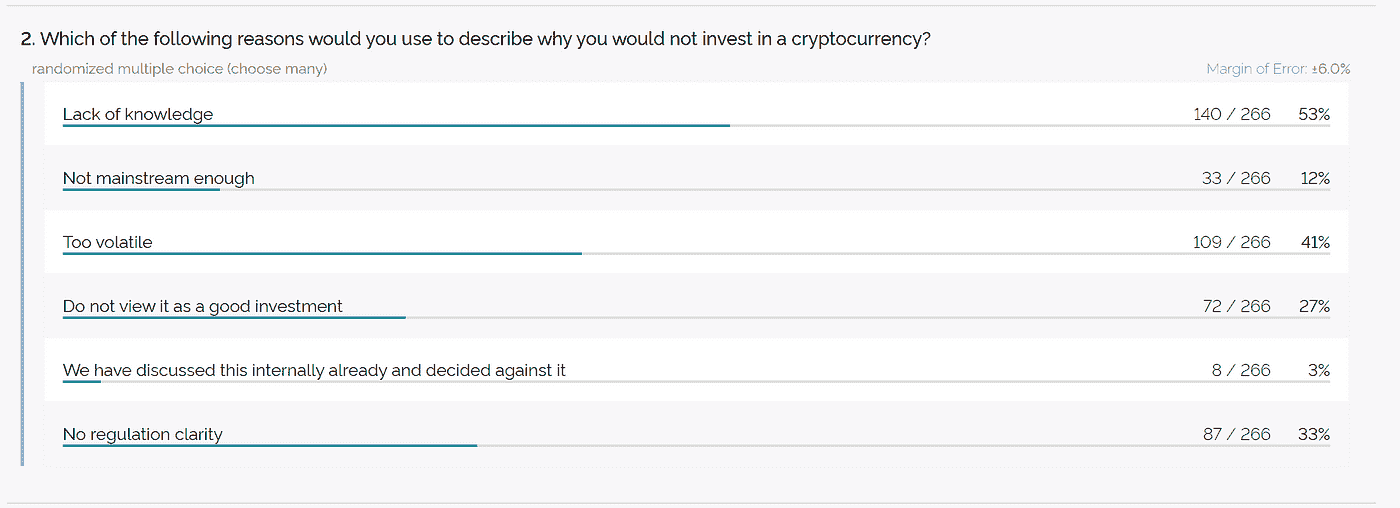 2. Which of the following reasons would you use to describe why you would not invest in a cryptocurrency?
randomized multiple choice (choose many) Margin of Error: ±6.0%
Lack of knowledge 140 / 266 53%
Not mainstream enough 33 / 266 12%
Too volatile 109 / 266 41%
Do not view it as a good investment 72 / 266 27%
We have discussed this internally already and decided against it 8 / 266 3%
No regulation clarity 87 / 266 33%